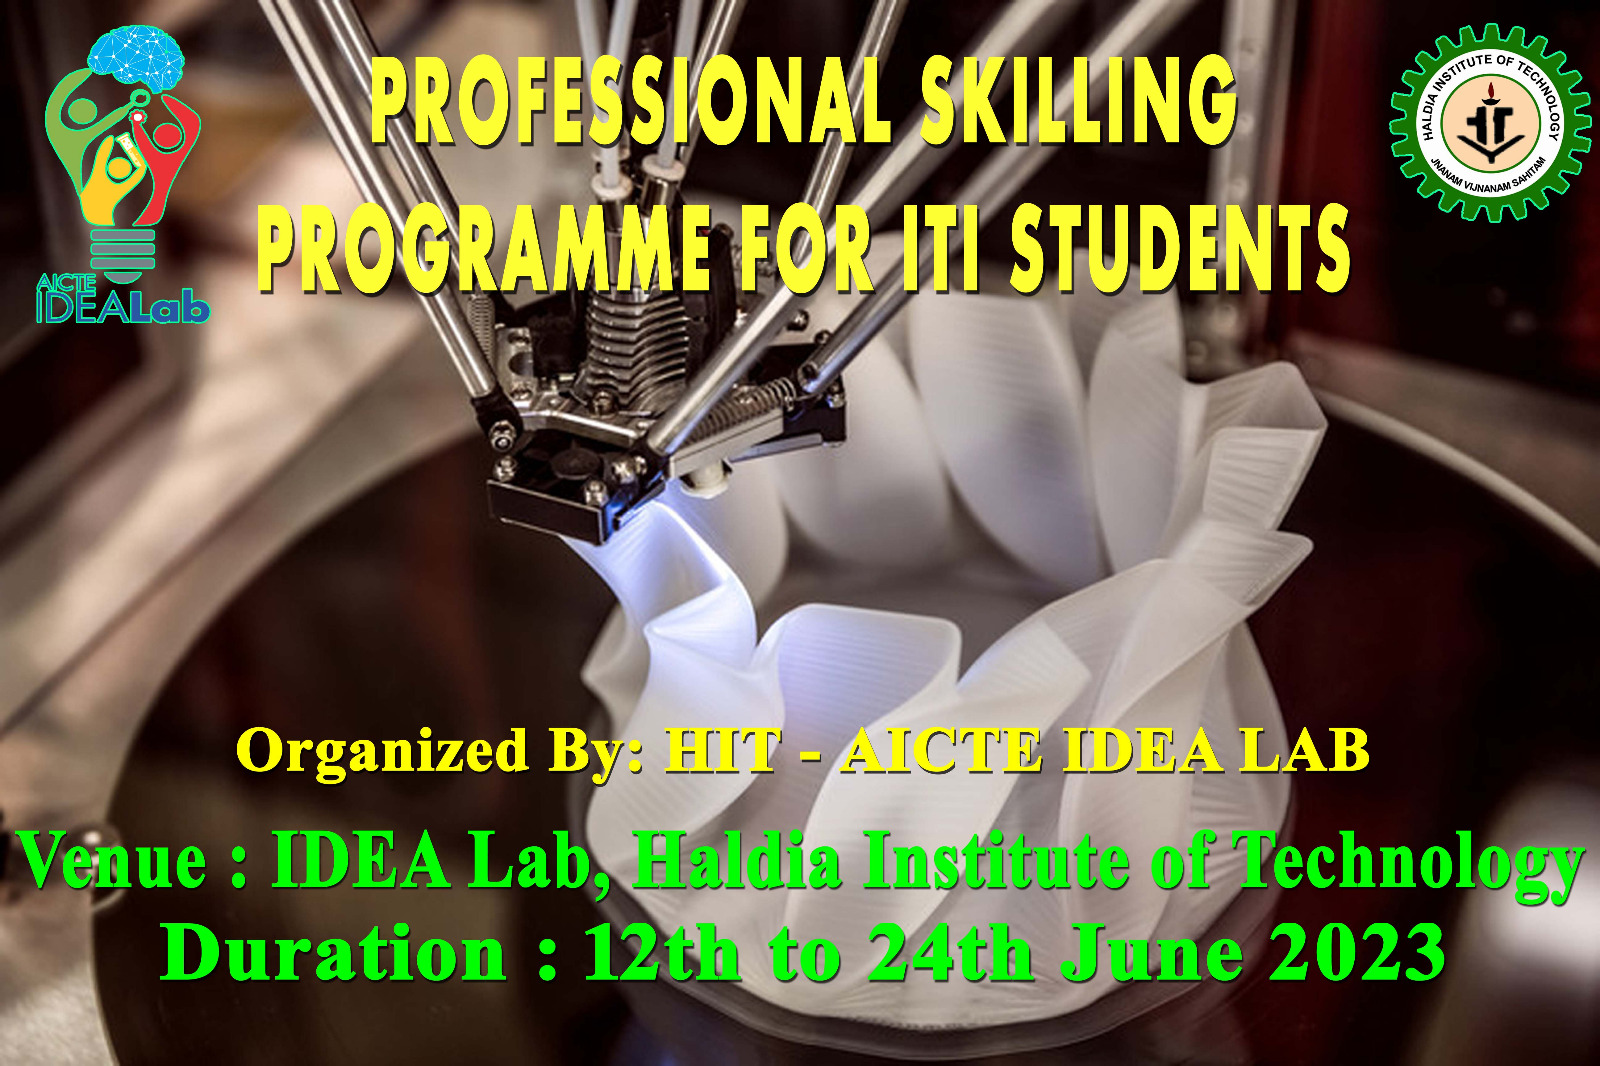 PROFESSIONAL SKILLING
PROGRAMME FOR ITI STUDENTS
AICTE
IDEALab
HALDIA INSTITUTE OF TECHNOLOGY
JNANAM VIJNANAM SAHITAM
Organized By: HIT - AICTE IDEA LAB
Venue : IDEA Lab, Haldia Institute of Technology
Duration : 12th to 24th June 2023